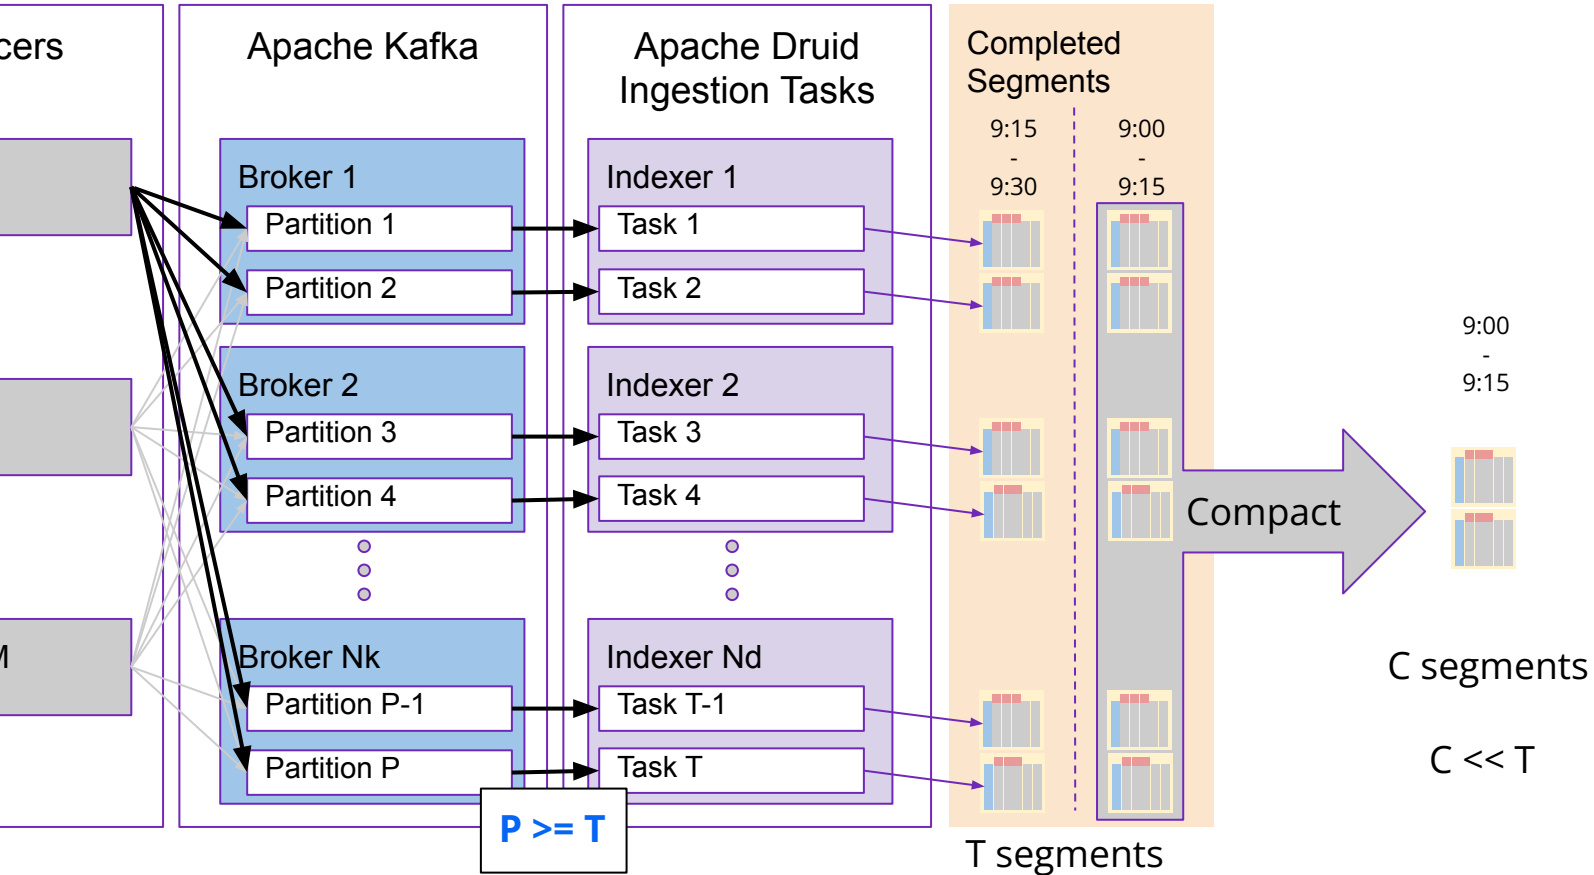 cers
M
Apache Kafka
Broker 1
Partition 1
Partition 2
Broker 2
Partition 3
Partition 4
Broker Nk
Partition P-1
Partition P
P >= T
Apache Druid
Ingestion Tasks
Indexer 1
Task 1
Task 2
Indexer 2
Task 3
Task 4
Indexer Nd
Task T-1
Task T
Completed
Segments
9:15
-
9:30
9:00
-
9:15
T segments
Compact
9:00
-
9:15
C segments
C << T